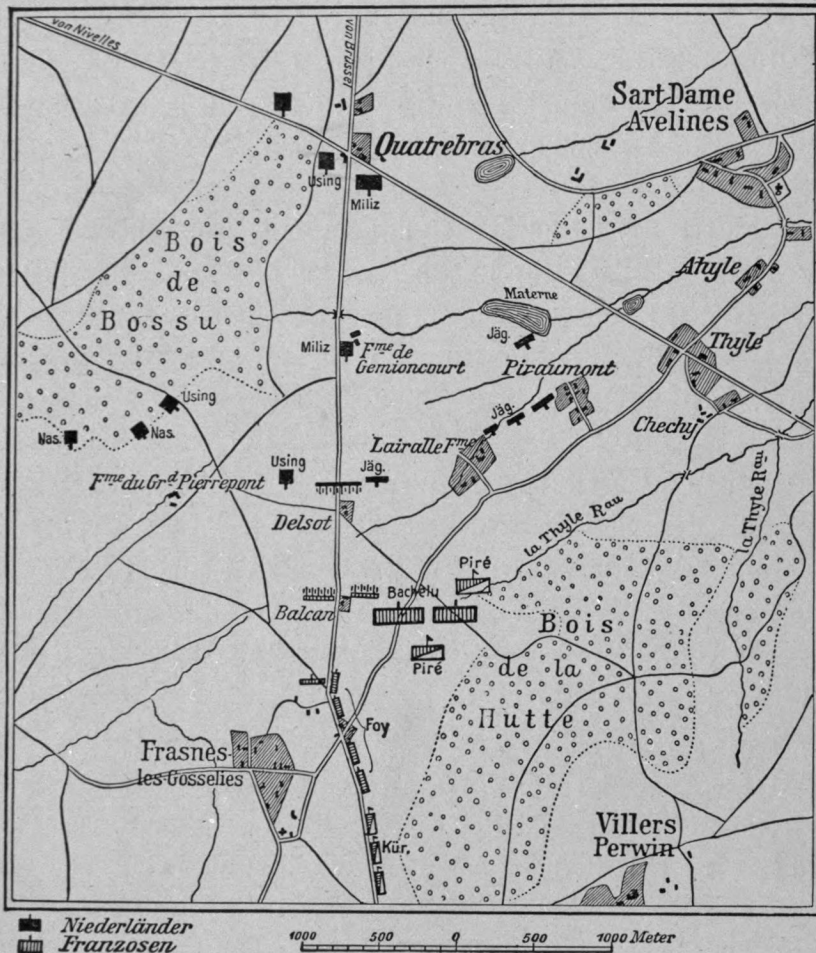 von Nivelles
von Brüssel
Sart-Dame
Avelines
Quatrebras
Using
Miliz
Bois
de
Bossu
Materne
Atyle
Jäg.
Thyle
Miliz
Fme de
Gemioncourt
Piraumont
Using
Nas.
Nas.
Jäg.
Chechy
Lairalle Fme
Using
Jäg.
Fme du Grd Pierrepont
la Thyle Rau
la Thyle Rau
Delsot
Piré
Bachelu
Balcan
Bois
de la
Hutte
Piré
Foy
Frasnes-
les-Gosselies
Kür.
Villers
Perwin
Niederländer
Franzosen
1000 500 0 500 1000 Meter